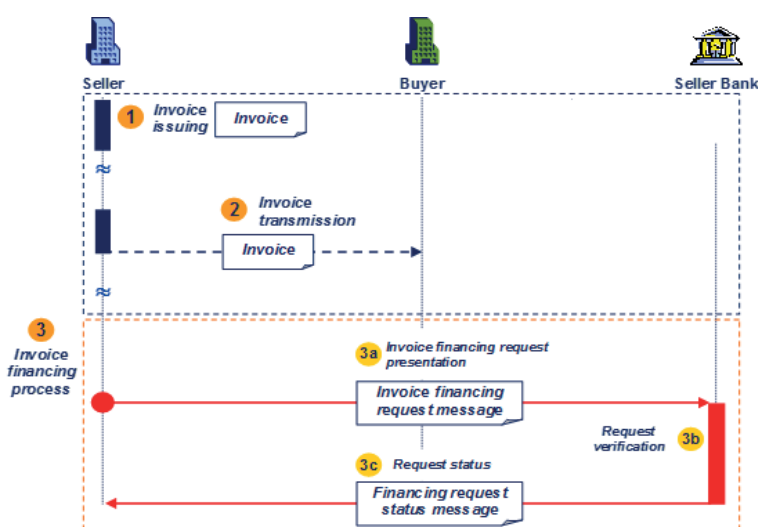 Seller
Buyer
Seller Bank
1
Invoice
issuing
Invoice
2
Invoice
transmission
Invoice
3
Invoice
financing
process
3a
Invoice financing request
presentation
Invoice financing
request message
Request
verification
3b
3c
Request status
Financing request
status message